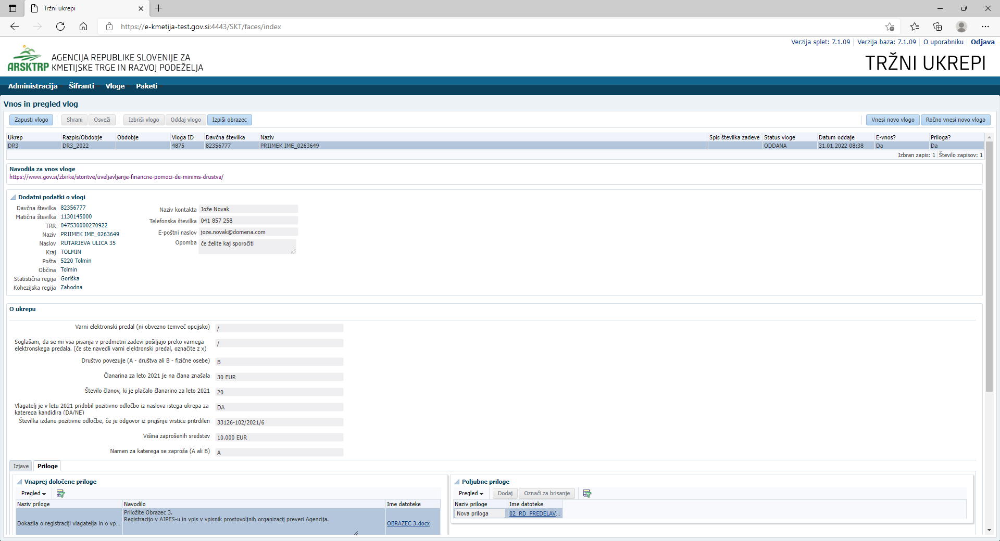 Tržni ukrepi
https://e-kmetija-test.gov.si:4443/SKT/faces/index
Verzija splet: 7.1.09 Verzija baza: 7.1.09 O uporabniku Odjava
ARSKTRP
AGENCIJA REPUBLIKE SLOVENIJE ZA
KMETIJSKE TRGE IN RAZVOJ PODEŽELJA
TRŽNI UKREPI
Administracija Šifranti Vloge Paketi
Vnos in pregled vlog
Zapusti vlogo Shrani Osveži Izbriši vlogo Oddaj vlogo Izpiši obrazec Vnesi novo vlogo Ročno vnesi novo vlogo
Ukrep Razpis/Obdobje Obdobje Vloga ID Davčna številka Naziv Spis številka zadeve Status vloge Datum oddaje E-vnos? Priloga?
DR3 DR3_2022 4875 82356777 PRIIMEK IME_0263649 ODDANA 31.01.2022 08:38 Da Da
Izbran zapis: 1 Število zapisov: 1
Navodila za vnos vloge
https://www.gov.si/zbirke/storitve/uveljavljanje-financne-pomoci-de-minims-drustva/
Dodatni podatki o vlogi
Davčna številka 82356777
Matična številka 1130145000
TRR 047530000270922
Naziv PRIIMEK IME_0263649
Naslov RUTARJEVA ULICA 35
Kraj TOLMIN
Pošta 5220 Tolmin
Občina Tolmin
Statistična regija Goriška
Kohezijska regija Zahodna
Naziv kontakta Jože Novak
Telefonska številka 041 857 258
E-poštni naslov joze.novak@domena.com
Opomba če želite kaj sporočiti
O ukrepu
Varni elektronski predal (ni obvezno temveč opcijsko) /
Soglašam, da se mi vsa pisanja v predmetni zadevi pošiljajo preko varnega
elektronskega predala. (če ste navedli varni elektronski predal, označite z x) /
Društvo povezuje (A - društva ali B - fizične osebe) B
Članarina za leto 2021 je na člana znašala 30 EUR
Število članov, ki je plačalo članarino za leto 2021 20
Vlagatelj je v letu 2021 pridobil pozitivno odločbo iz naslova istega ukrepa za
katerega kandidira (DA/NE) DA
Številka izdane pozitivne odločbe, če je odgovor iz prejšnje vrstice pritrdilen 33126-102/2021/6
Višina zaprošenih sredstev 10.000 EUR
Namen za katerega se zaproša (A ali B) A
Izjave Priloge
Vnaprej določene priloge
Pregled
Naziv priloge Navodilo Ime datoteke
Priložite Obrazec 3.
Registracijo v AJPES-u in vpis v vpisnik prostovoljnih organizacij preveri Agencija.
Dokazila o registraciji vlagatelja in o vp... OBRAZEC 3.docx
Poljubne priloge
Pregled Dodaj Označi za brisanje
Naziv priloge Ime datoteke
Nova priloga 02_RD_PREDELAV...